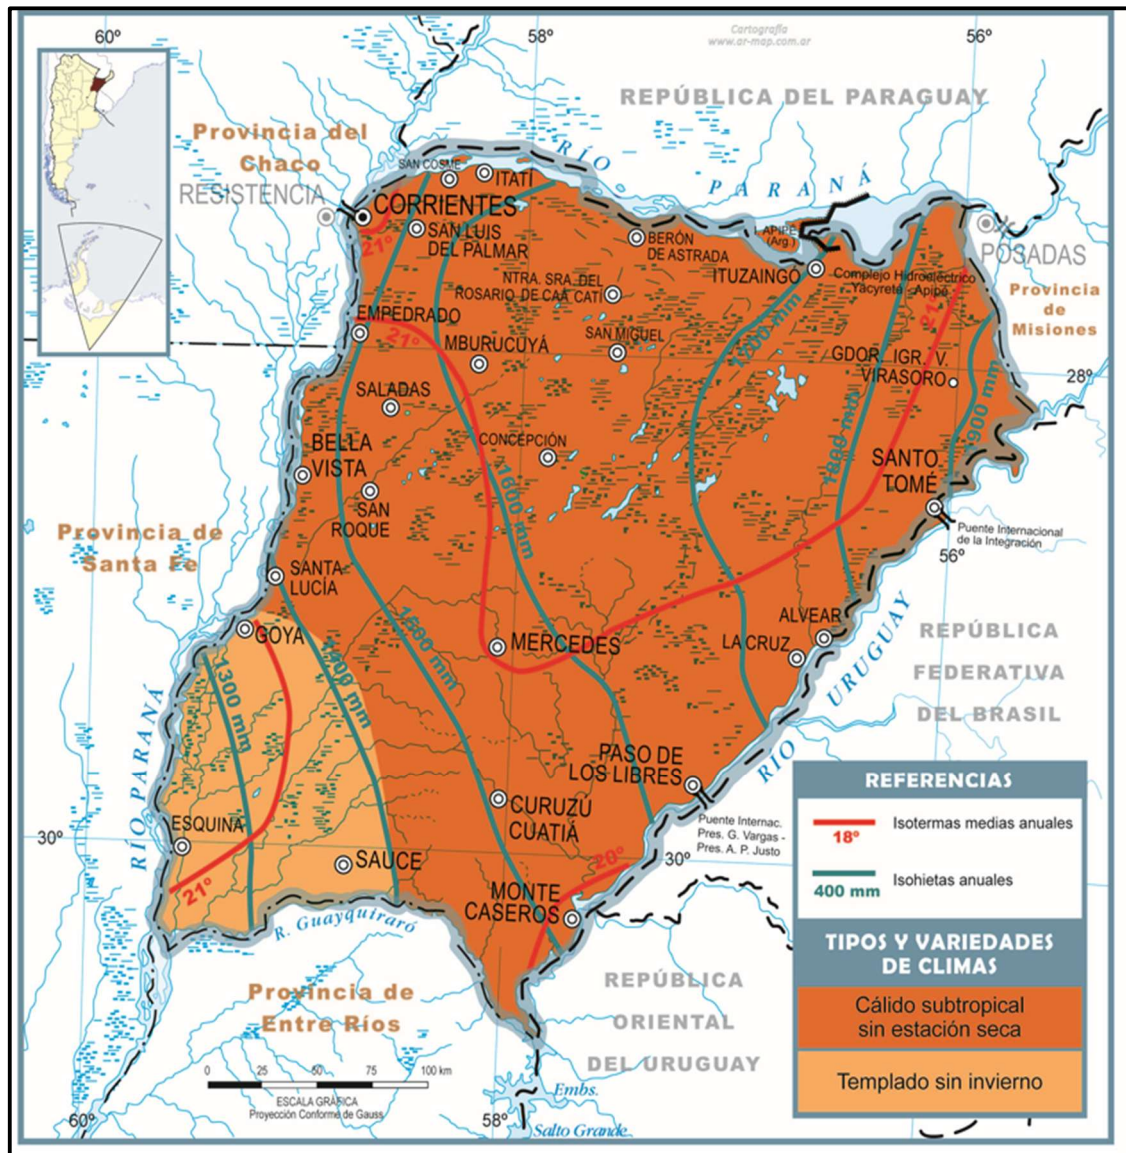 60º
58º
56º
Cartografía
www.ar-map.com.ar
REPÚBLICA DEL PARAGUAY
Provincia del
Chaco
RESISTENCIA
SAN COSME
ITATÍ
RÍO PARANÁ
CORRIENTES
21º
SAN LUIS
DEL PALMAR
BERÓN
DE ASTRADA
I. APIPÉ
(Arg.)
POSADAS
ITUZAINGÓ
Complejo Hidroeléctrico
Yacyretá - Apipé
NTRA. SRA. DEL
ROSARIO DE CAÁ CATÍ
Provincia
de
Misiones
EMPEDRADO
21º
MBURUCUYÁ
SAN MIGUEL
1700 mm
21º
GDOR. IGR. V.
VIRASORO
28º
SALADAS
1900 mm
BELLA
VISTA
CONCEPCIÓN
1800 mm
SANTO
TOMÉ
SAN
ROQUE
1600 mm
Puente Internacional
de la Integración
56º
Provincia de
Santa Fe
SANTA
LUCÍA
GOYA
1500 mm
MERCEDES
ALVEAR
LA CRUZ
REPÚBLICA
FEDERATIVA
DEL BRASIL
1300 mm
1400 mm
RÍO PARANÁ
RÍO URUGUAY
PASO DE
LOS LIBRES
CURUZÚ
CUATIÁ
Puente Internac.
Pres. G. Vargas -
Pres. A. P. Justo
ESQUINA
30º
SAUCE
20º
30º
21º
MONTE
CASEROS
R. Guayquiraró
Provincia de
Entre Ríos
REPÚBLICA
ORIENTAL
DEL URUGUAY
0 25 50 75 100 km
ESCALA GRÁFICA
Proyección Conforme de Gauss
Embs.
Salto Grande
60º
58º
REFERENCIAS
18º
Isotermas medias anuales
400 mm
Isohietas anuales
TIPOS Y VARIEDADES
DE CLIMAS
Cálido subtropical
sin estación seca
Templado sin invierno